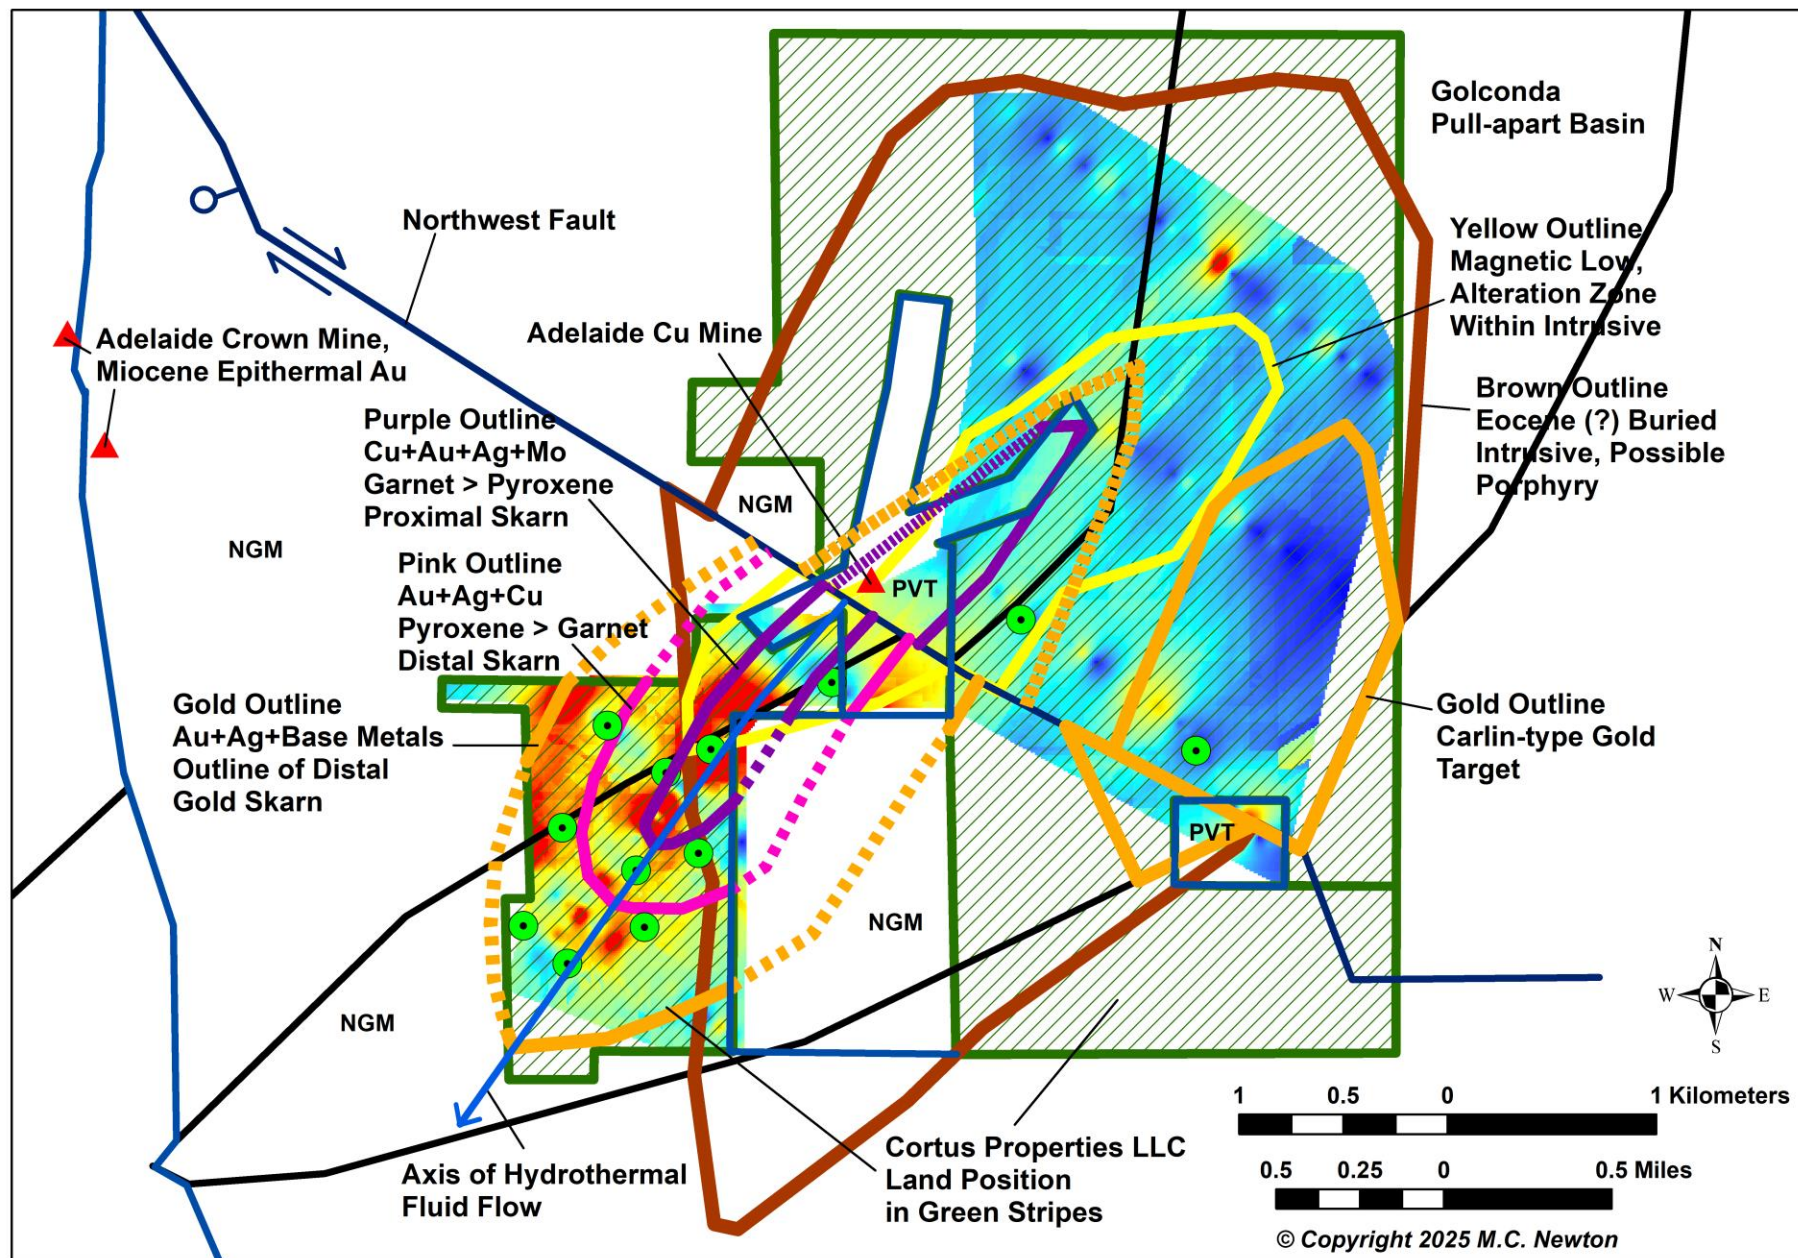 Golconda
Pull-apart Basin
Northwest Fault
Yellow Outline
Magnetic Low,
Alteration Zone
Within Intrusive
Adelaide Cu Mine
Adelaide Crown Mine,
Miocene Epithermal Au
Brown Outline
Eocene (?) Buried
Intrusive, Possible
Porphyry
Purple Outline
Cu+Au+Ag+Mo
Garnet > Pyroxene
Proximal Skarn
NGM
NGM
Pink Outline
Au+Ag+Cu
Pyroxene > Garnet
Distal Skarn
PVT
Gold Outline
Au+Ag+Base Metals
Outline of Distal
Gold Skarn
Gold Outline
Carlin-type Gold
Target
PVT
NGM
NGM
N
W E
S
1 0.5 0 1 Kilometers
0.5 0.25 0 0.5 Miles
Axis of Hydrothermal
Fluid Flow
Cortus Properties LLC
Land Position
in Green Stripes
© Copyright 2025 M.C. Newton